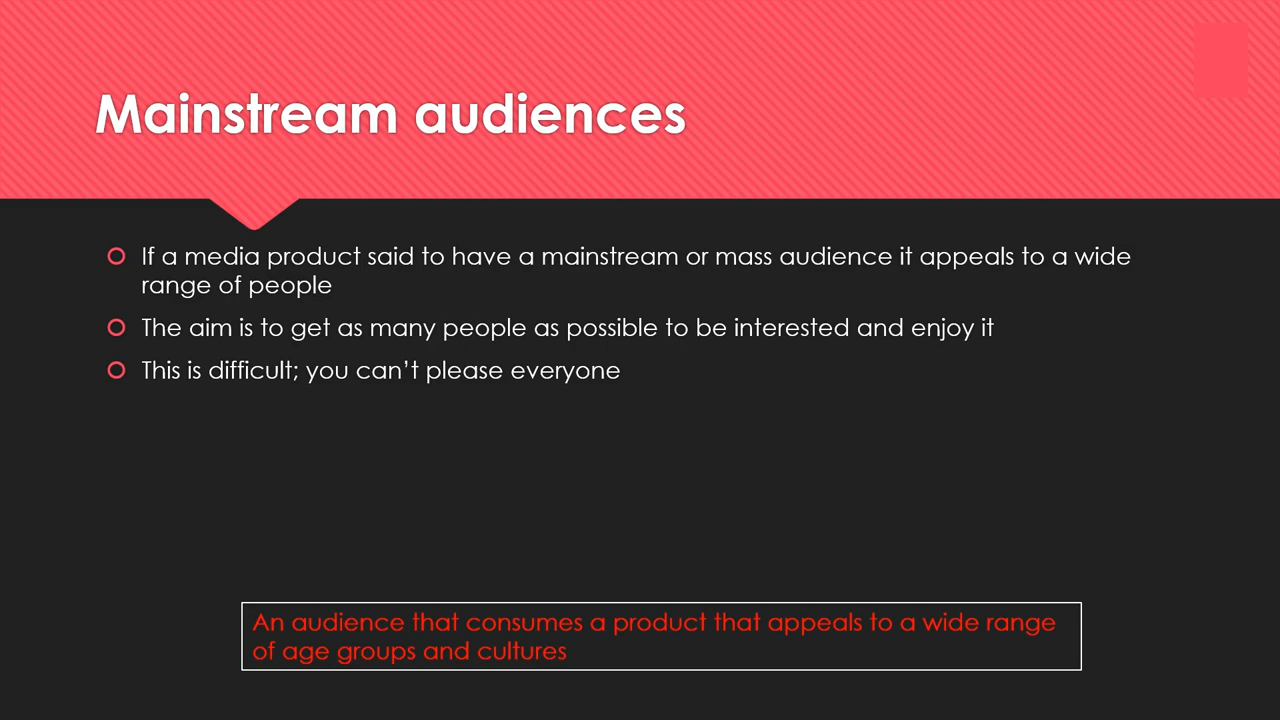 Mainstream audiences
If a media product said to have a mainstream or mass audience it appeals to a wide
range of people
The aim is to get as many people as possible to be interested and enjoy it
This is difficult; you can’t please everyone
An audience that consumes a product that appeals to a wide range
of age groups and cultures